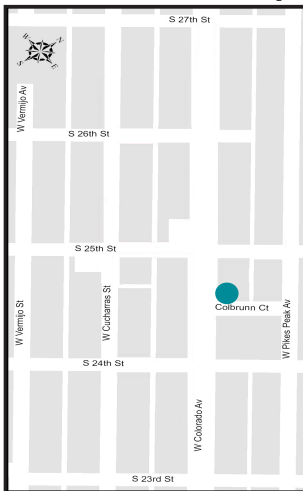 S 27th St
N
W
E
S
W Vermijo Av
S 26th St
S 25th St
W Vermijo St
W Cucharras St
Colbrunn Ct
W Pikes Peak Av
S 24th St
W Colorado Av
S 23rd St